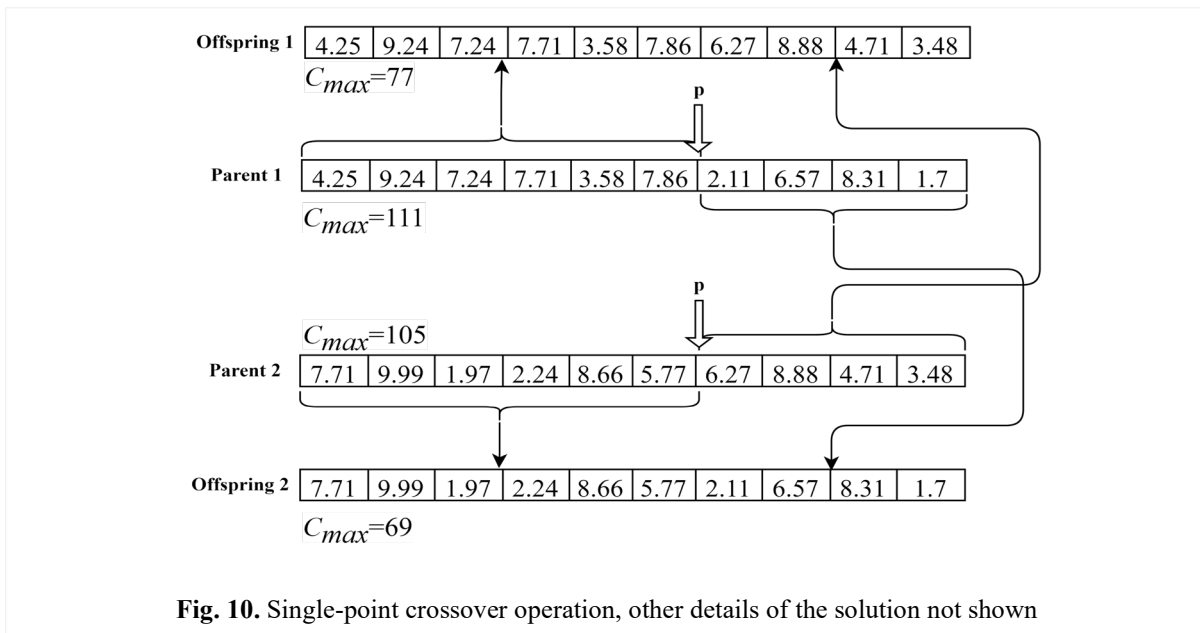 Offspring 1 4.25 9.24 7.24 7.71 3.58 7.86 6.27 8.88 4.71 3.48
Cmax=77
p
Parent 1 4.25 9.24 7.24 7.71 3.58 7.86 2.11 6.57 8.31 1.7
Cmax=111
p
Cmax=105
Parent 2 7.71 9.99 1.97 2.24 8.66 5.77 6.27 8.88 4.71 3.48
Offspring 2 7.71 9.99 1.97 2.24 8.66 5.77 2.11 6.57 8.31 1.7
Cmax=69
Fig. 10. Single-point crossover operation, other details of the solution not shown